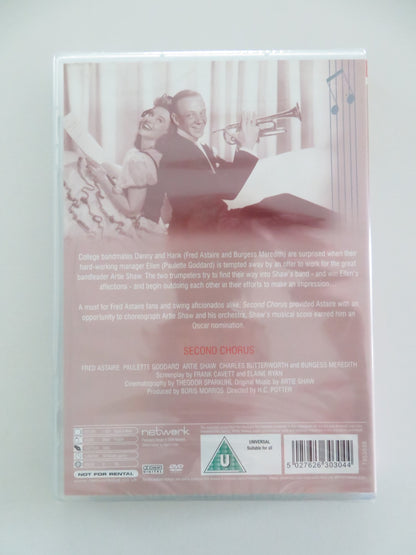 College bandmates Danny and Hank (Fred Astaire and Burgess Meredith) are surprised when their
hard-working manager Ellen (Paulette Goddard) is tempted away by an offer to work for the great
bandleader Artie Shaw. The two trumpeters try to find their way into Shaw's band - and win Ellen's
affections - and begin outdoing each other in their efforts to make an impression...
A must for Fred Astaire fans and swing aficionados alike, Second Chorus provided Astaire with an
opportunity to choreograph Artie Shaw and his orchestra, Shaw's musical score earned him an
Oscar nomination.
SECOND CHORUS
FRED ASTAIRE PAULETTE GODDARD ARTIE SHAW CHARLES BUTTERWORTH and BURGESS MEREDITH
Screenplay by FRANK CAVETT and ELAINE RYAN
Cinematography by THEODOR SPARKUHL Original Music by ARTIE SHAW
Produced by BORIS MORROS Directed by H.C. POTTER
network
NOT FOR RENTAL
DOLBY
DIGITAL
DVD
VIDEO
U
UNIVERSAL
Suitable for all
5 027626 303044